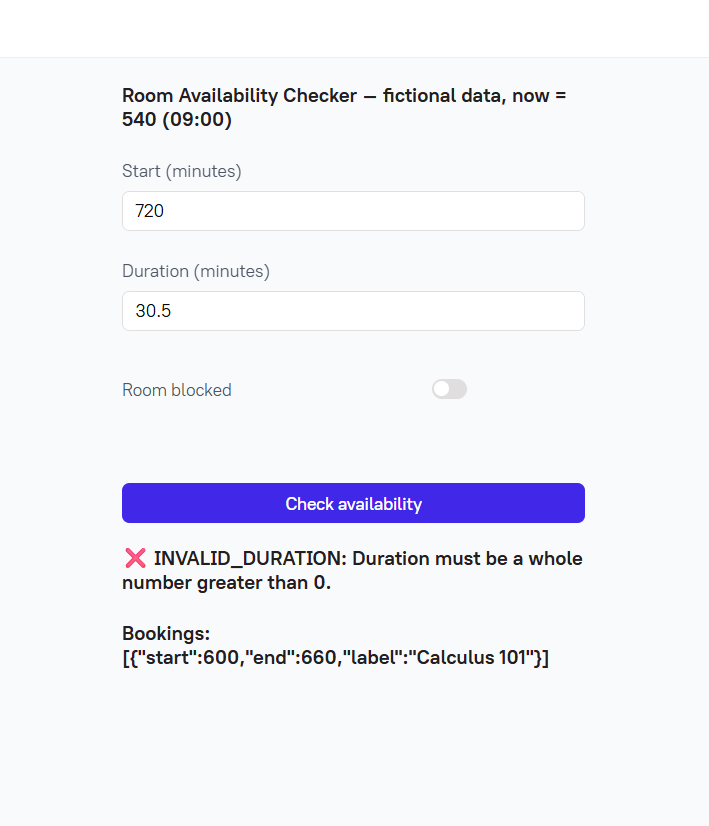 Room Availability Checker – fictional data, now =
540 (09:00)
Start (minutes)
720
Duration (minutes)
30.5
Room blocked
Check availability
❌ INVALID_DURATION: Duration must be a whole
number greater than 0.
Bookings:
[{"start":600,"end":660,"label":"Calculus 101"}]